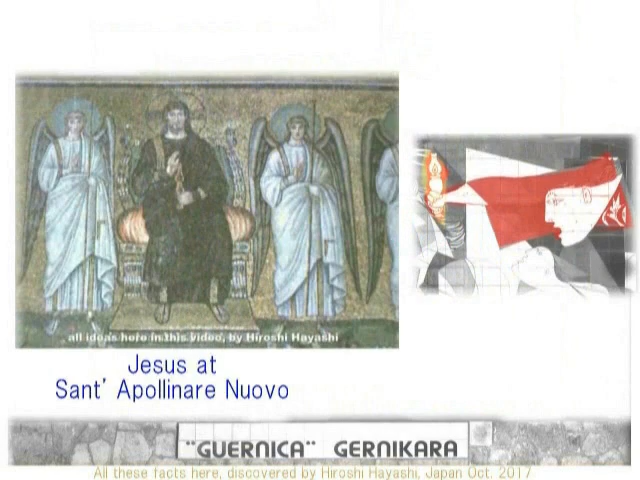 all ideas here in this video, by Hiroshi Hayashi
Jesus at
Sant' Apollinare Nuovo
¨GUERNICA¨ GERNIKARA
All these facts here, discovered by Hiroshi Hayashi, Japan Oct. 2017